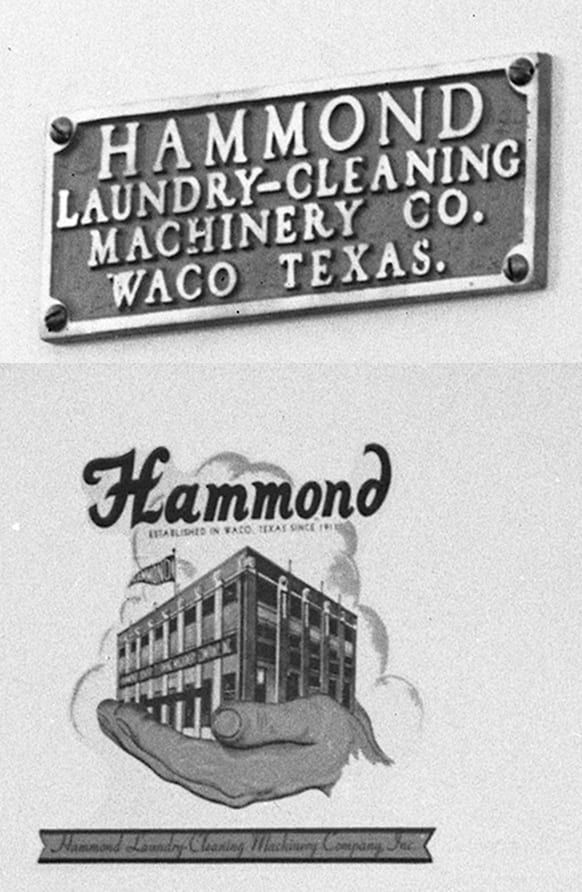 HAMMOND
LAUNDRY-CLEANING
MACHINERY CO.
WACO TEXAS.
Hammond
ESTABLISHED IN WACO, TEXAS SINCE
HAMMOND
Hammond Laundry-Cleaning Machinery Company, Inc.